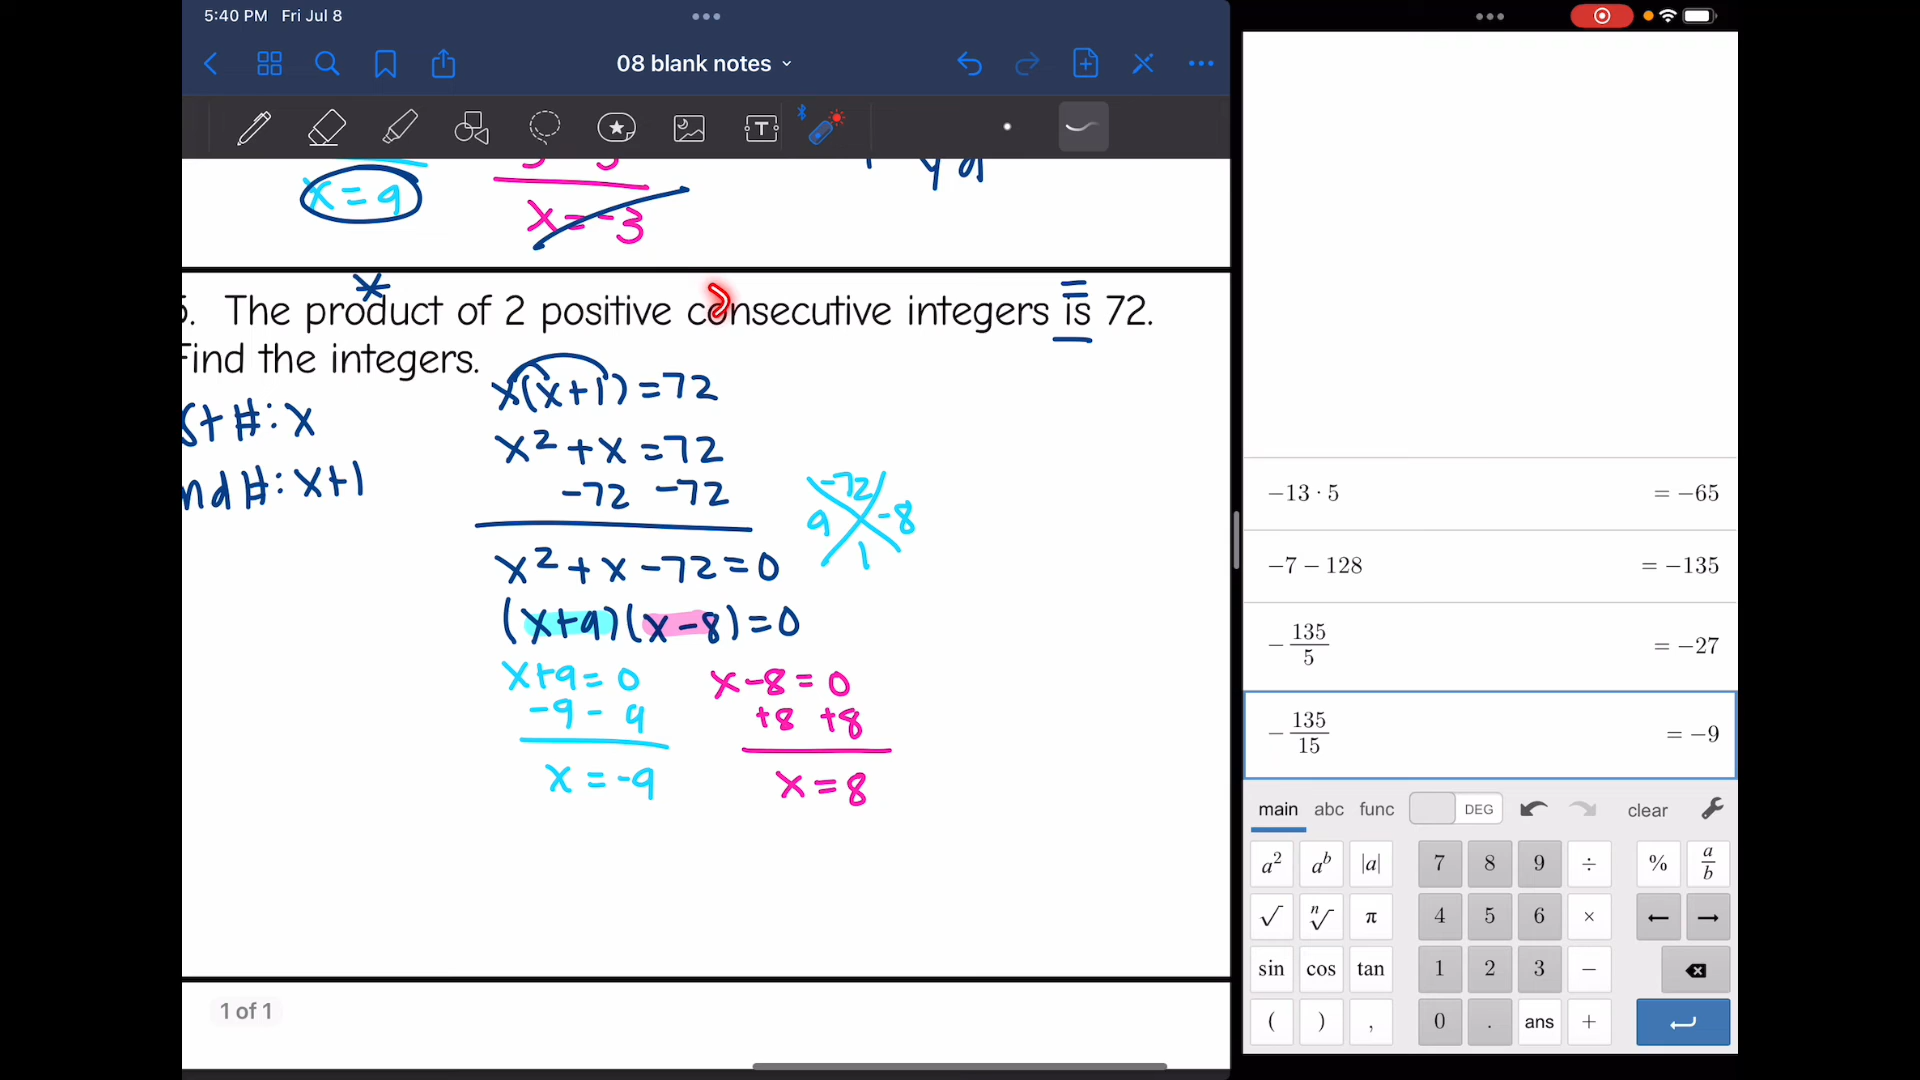 5:40 PM Fri Jul 8
08 blank notes
x = 9
x = -3
5. The product of 2 positive consecutive integers is 72.
Find the integers.
st #: x
nd #: x+1
x(x+1) = 72
x² + x = 72
-72 -72
x² + x - 72 = 0
(x+9)(x-8) = 0
-72
9 -8
1
x+9 = 0
-9 - 9
x = -9
x-8 = 0
+8 +8
x = 8
1 of 1
−13 · 5 = −65
−7 − 128 = −135
− 135/5 = −27
− 135/15 = −9
main abc func DEG clear
a² aᵇ |a| 7 8 9 ÷ % a/b
√ ⁿ√ π 4 5 6 × ← →
sin cos tan 1 2 3 −
( ) , 0 . ans +